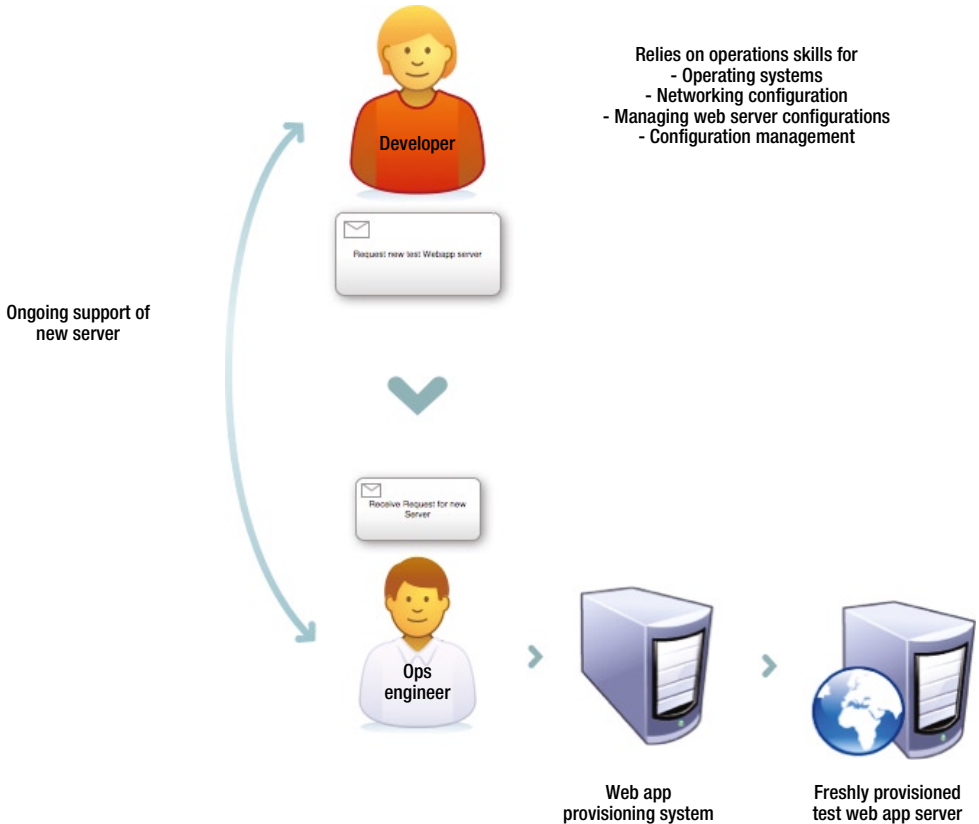 Relies on operations skills for
- Operating systems
- Networking configuration
- Managing web server configurations
- Configuration management
Developer
Request new test Webapp server
Ongoing support of
new server
Receive Request for new
Server
Ops
engineer
Web app
provisioning system
Freshly provisioned
test web app server